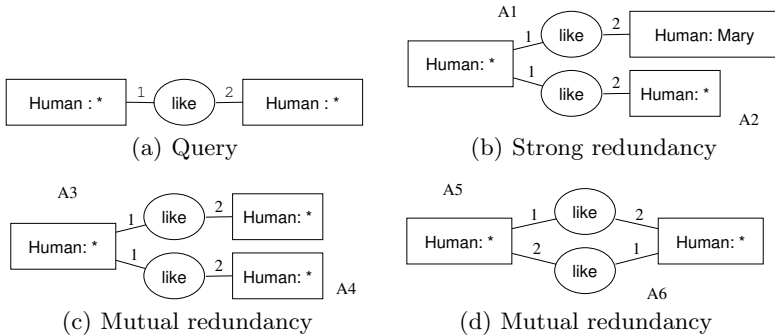 Human : *
1
like
2
Human : *
(a) Query
A1
Human: *
1
like
2
Human: Mary
1
like
2
Human: *
A2
(b) Strong redundancy
A3
Human: *
1
like
2
Human: *
1
like
2
Human: *
A4
(c) Mutual redundancy
A5
Human: *
1
like
2
2
like
1
Human: *
A6
(d) Mutual redundancy